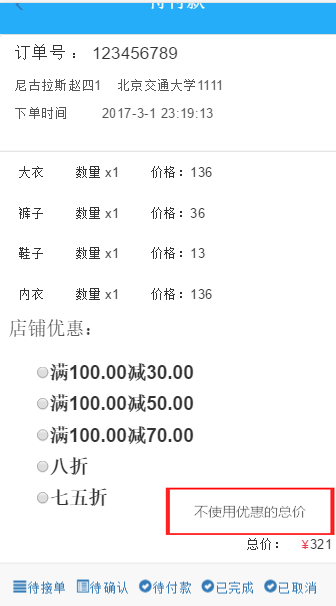 待付款
订单号： 123456789
尼古拉斯赵四1 北京交通大学1111
下单时间 2017-3-1 23:19:13
大衣 数量 x1 价格：136
裤子 数量 x1 价格：36
鞋子 数量 x1 价格：13
内衣 数量 x1 价格：136
店铺优惠：
满100.00减30.00
满100.00减50.00
满100.00减70.00
八折
七五折
不使用优惠的总价
总价： ¥321
待接单 待确认 待付款 已完成 已取消